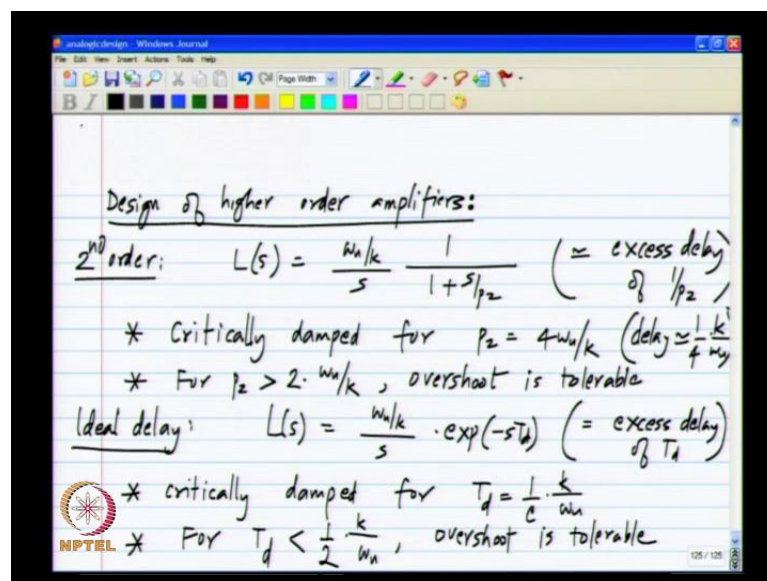 analogicdesign - Windows Journal
File Edit View Insert Actions Tools Help
Page Width
B I
Design of higher order amplifiers:
2nd order: L(s) = ωu/k / s · 1 / (1 + s/p2) (≃ excess delay of 1/p2)
* Critically damped for p2 = 4ωu/k (delay ≃ 1/4 k/ωu)
* For p2 > 2 · ωu/k, overshoot is tolerable
Ideal delay: L(s) = ωu/k / s · exp(-sTd) (= excess delay of Td)
* critically damped for Td = 1/e · k/ωu
* For Td < 1/2 · k/ωu, overshoot is tolerable
NPTEL
125 / 125